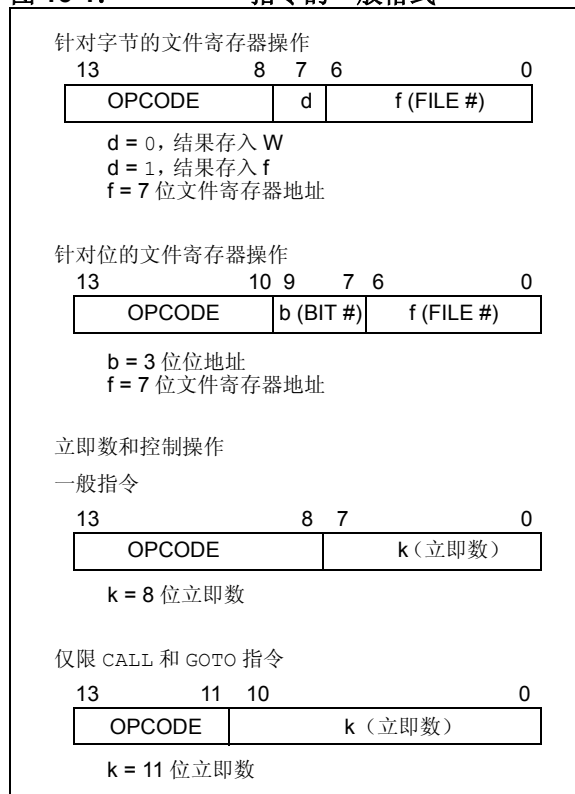 针对字节的文件寄存器操作
13 8 7 6 0
OPCODE d f (FILE #)
d = 0, 结果存入 W
d = 1, 结果存入 f
f = 7 位文件寄存器地址
针对位的文件寄存器操作
13 10 9 7 6 0
OPCODE b (BIT #) f (FILE #)
b = 3 位位地址
f = 7 位文件寄存器地址
立即数和控制操作
一般指令
13 8 7 0
OPCODE k（立即数）
k = 8 位立即数
仅限 CALL 和 GOTO 指令
13 11 10 0
OPCODE k（立即数）
k = 11 位立即数